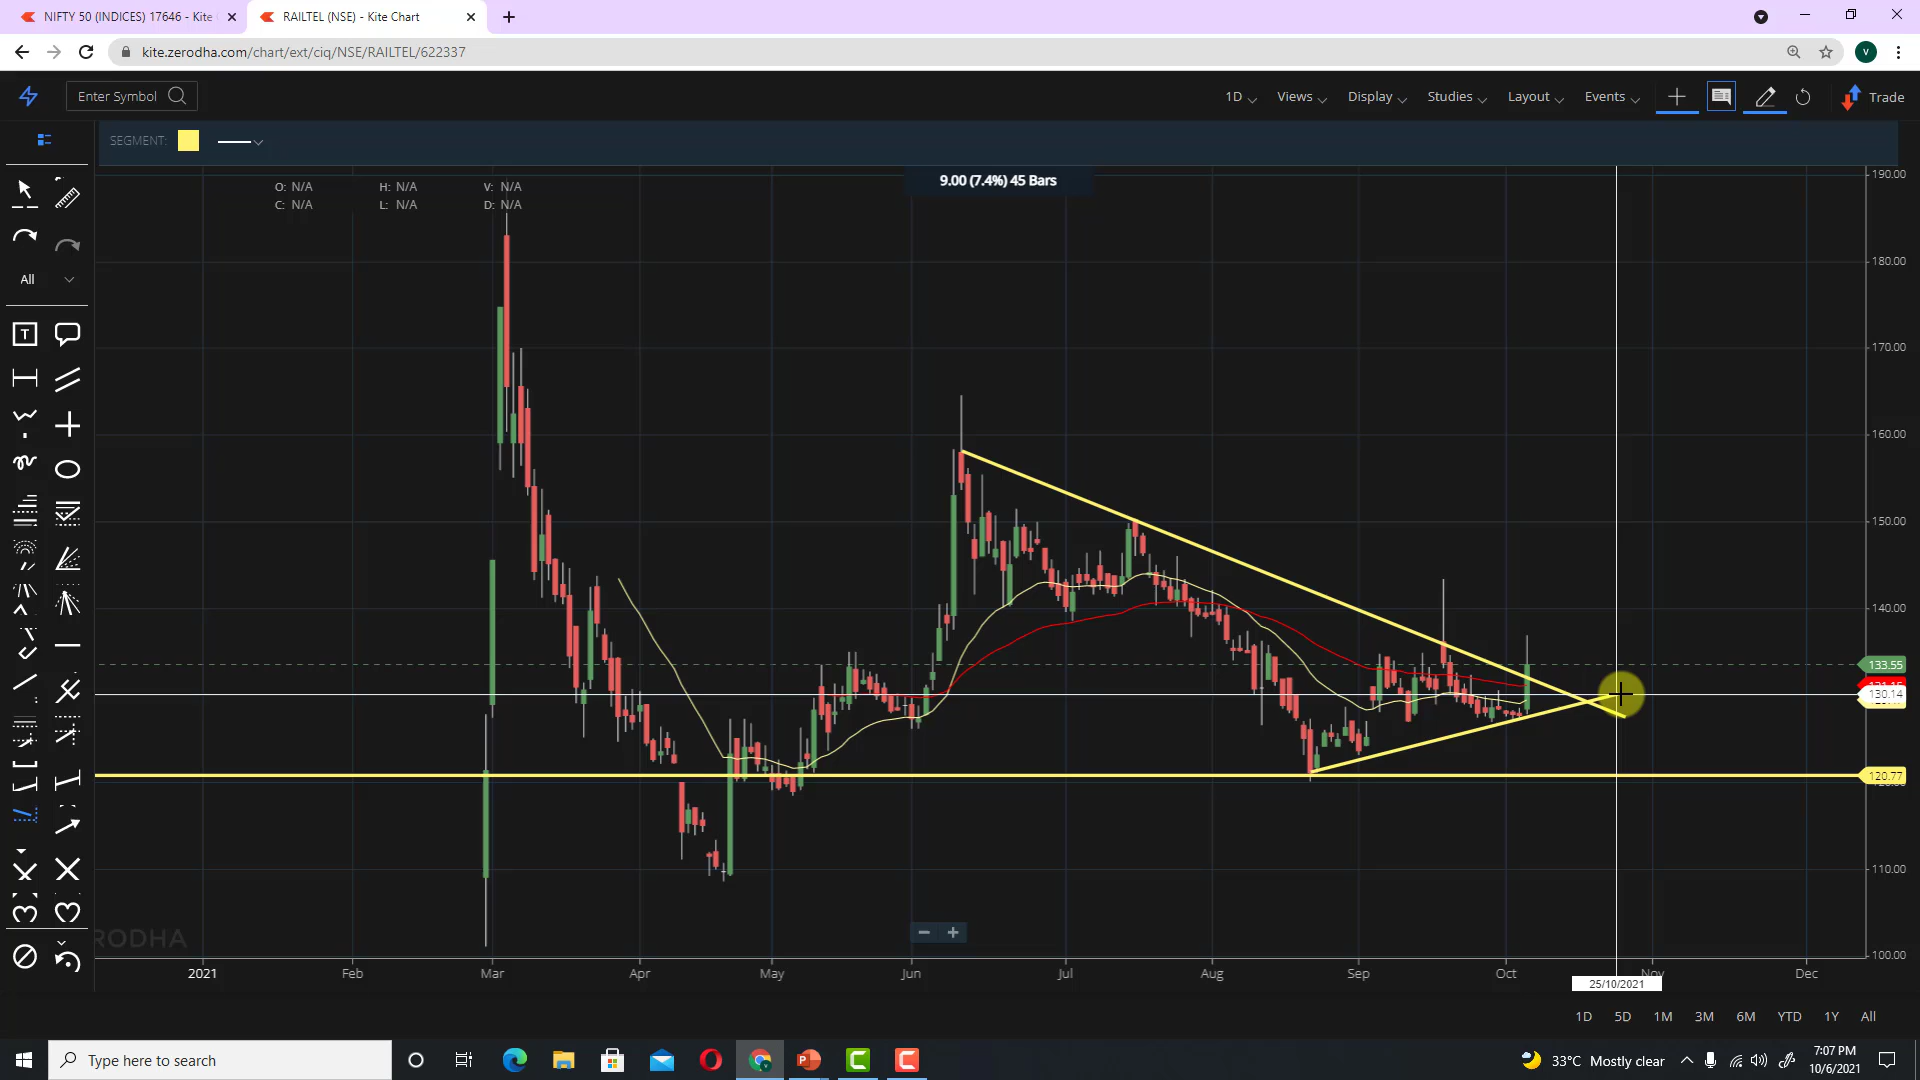 NIFTY 50 (INDICES) 17646 - Kite
RAILTEL (NSE) - Kite Chart
kite.zerodha.com/chart/ext/ciq/NSE/RAILTEL/622337
V
Enter Symbol
1D Views Display Studies Layout Events Trade
SEGMENT:
O: N/A H: N/A V: N/A
C: N/A L: N/A D: N/A
9.00 (7.4%) 45 Bars
All
T
190.00
180.00
170.00
160.00
150.00
140.00
133.55
130.14
120.77
110.00
100.00
2021 Feb Mar Apr May Jun Jul Aug Sep Oct Nov Dec
25/10/2021
1D 5D 1M 3M 6M YTD 1Y All
Type here to search
33°C Mostly clear
7:07 PM
10/6/2021